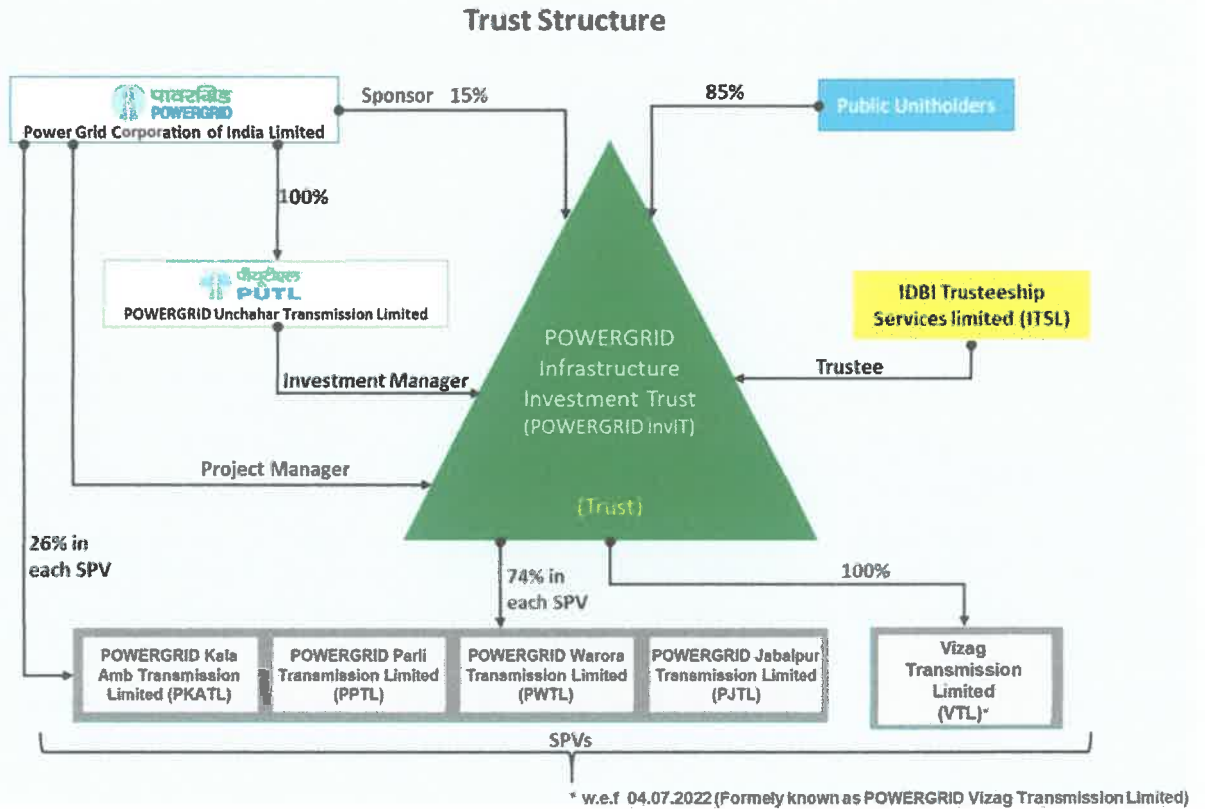 Trust Structure
पावरग्रिड
POWERGRID
Power Grid Corporation of India Limited
Sponsor 15%
85%
Public Unitholders
100%
पीयूटीएल
PUTL
POWERGRID Unchahar Transmission Limited
IDBI Trusteeship
Services limited (ITSL)
Investment Manager
Trustee
POWERGRID
Infrastructure
Investment Trust
(POWERGRID InvIT)
Project Manager
(Trust)
26% in
each SPV
74% in
each SPV
100%
POWERGRID Kala
Amb Transmission
Limited (PKATL)
POWERGRID Parli
Transmission Limited
(PPTL)
POWERGRID Warora
Transmission Limited
(PWTL)
POWERGRID Jabalpur
Transmission Limited
(PJTL)
Vizag
Transmission
Limited
(VTL)*
SPVs
* w.e.f 04.07.2022 (Formely known as POWERGRID Vizag Transmission Limited)